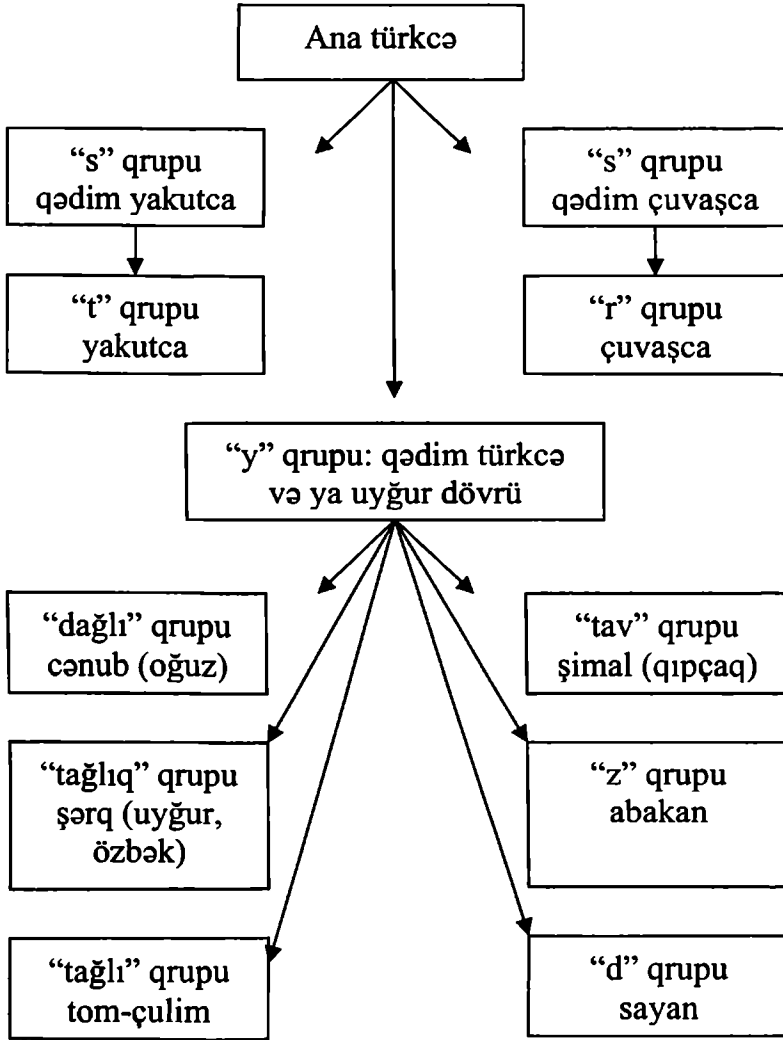 Ana türkcə
“s” qrupu
qədim yakutca
“s” qrupu
qədim çuvaşca
“t” qrupu
yakutca
“r” qrupu
çuvaşca
“y” qrupu: qədim türkcə
və ya uyğur dövrü
“dağlı” qrupu
cənub (oğuz)
“tav” qrupu
şimal (qıpçaq)
“tağlıq” qrupu
şərq (uyğur,
özbək)
“z” qrupu
abakan
“tağlı” qrupu
tom-çulim
“d” qrupu
sayan